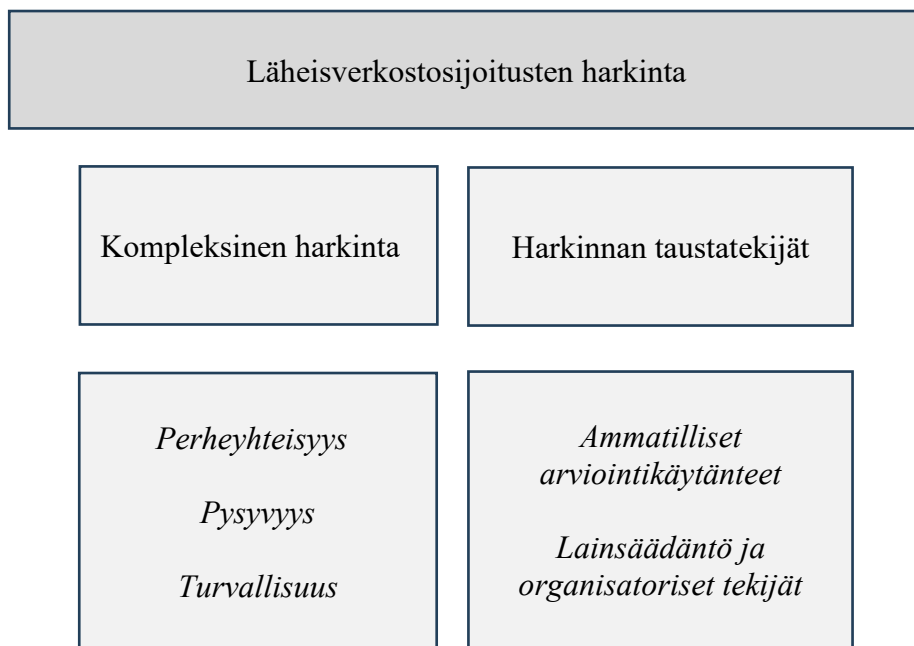 Läheisverkostosijoitusten harkinta
Kompleksinen harkinta
Harkinnan taustatekijät
Perheyhteisyys
Pysyvyys
Turvallisuus
Ammatilliset
arviointikäytänteet
Lainsäädäntö ja
organisatoriset tekijät